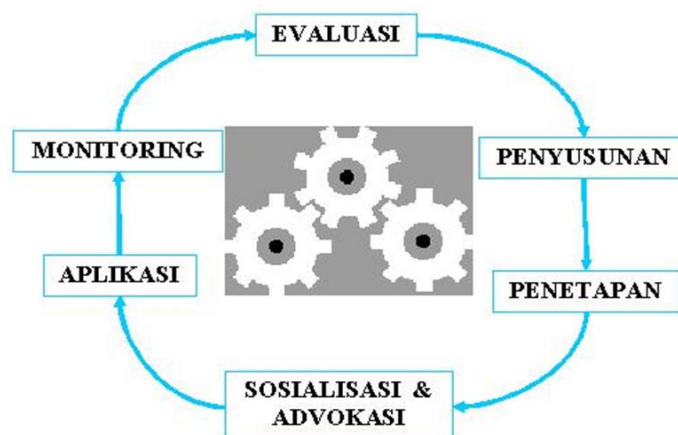 EVALUASI
PENYUSUNAN
PENETAPAN
SOSIALISASI &
ADVOKASI
APLIKASI
MONITORING